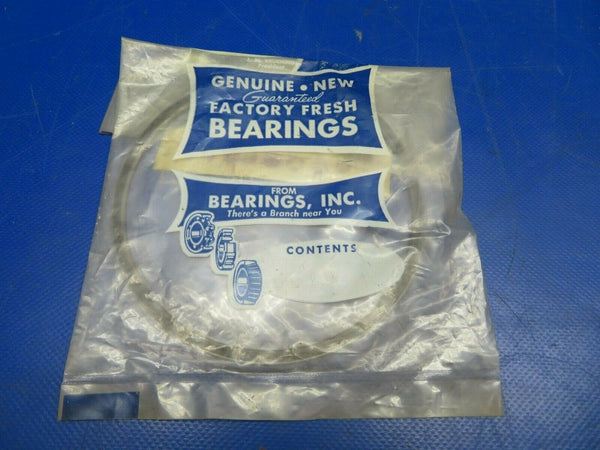 GENUINE • NEW
Guaranteed
FACTORY FRESH
BEARINGS
FROM
BEARINGS, INC.
There's a Branch near You
CONTENTS